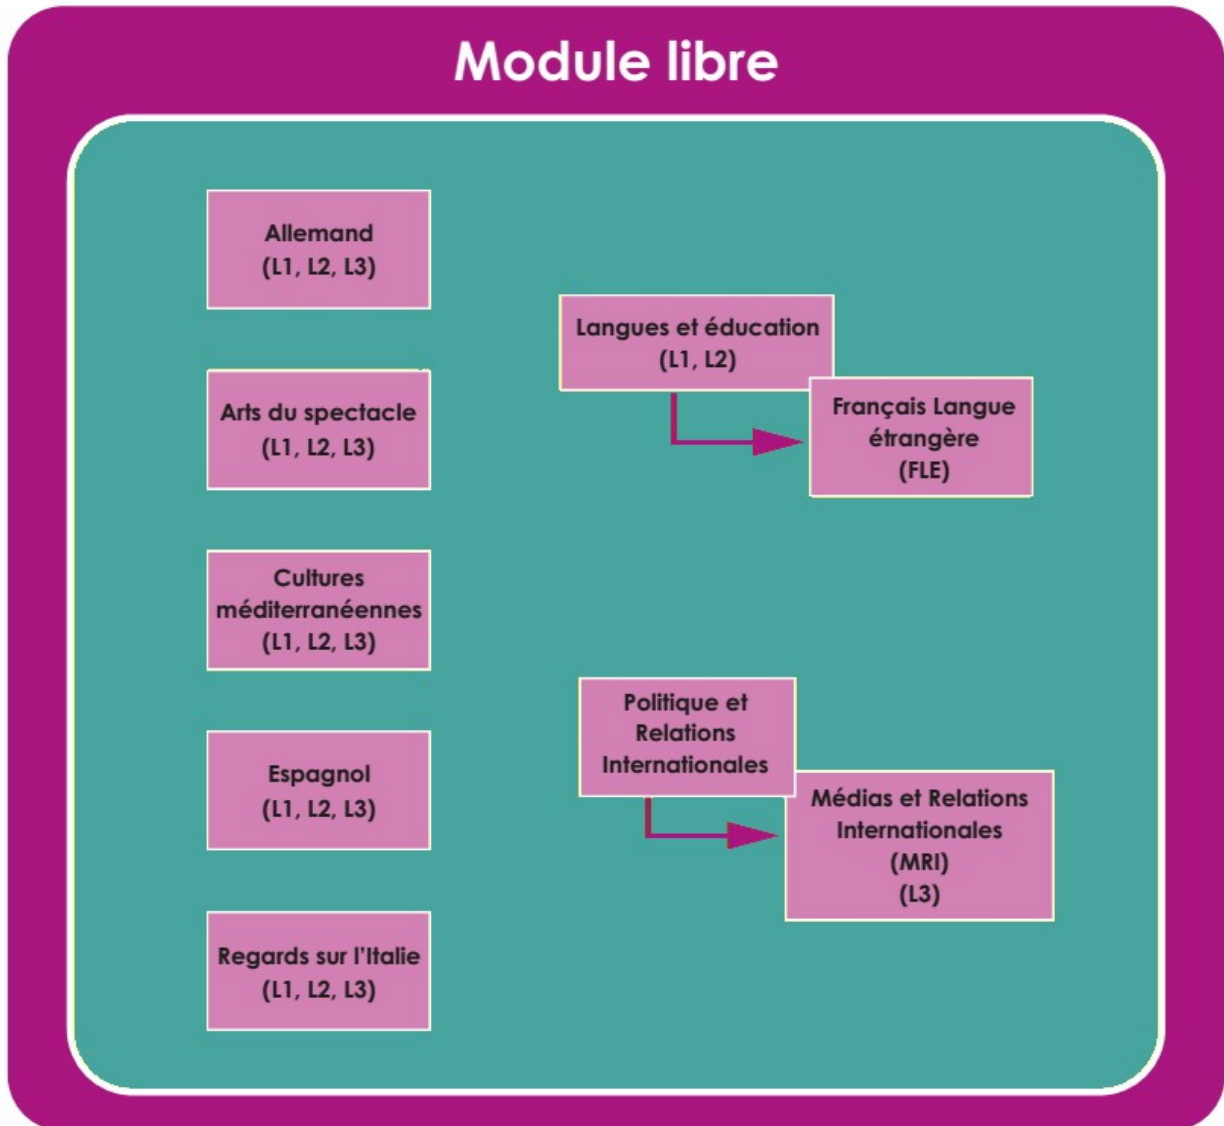 Module libre
Allemand
(L1, L2, L3)
Arts du spectacle
(L1, L2, L3)
Cultures
méditerranéennes
(L1, L2, L3)
Espagnol
(L1, L2, L3)
Regards sur l'Italie
(L1, L2, L3)
Langues et éducation
(L1, L2)
Français Langue
étrangère
(FLE)
Politique et
Relations
Internationales
Médias et Relations
Internationales
(MRI)
(L3)